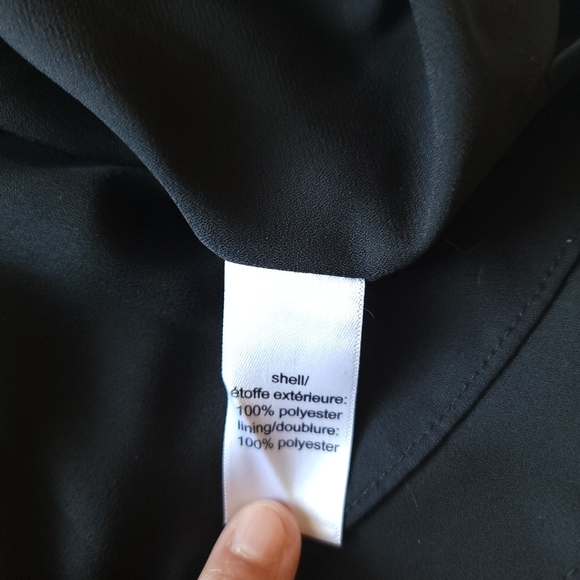 shell/
étoffe extérieure:
100% polyester
lining/doublure:
100% polyester